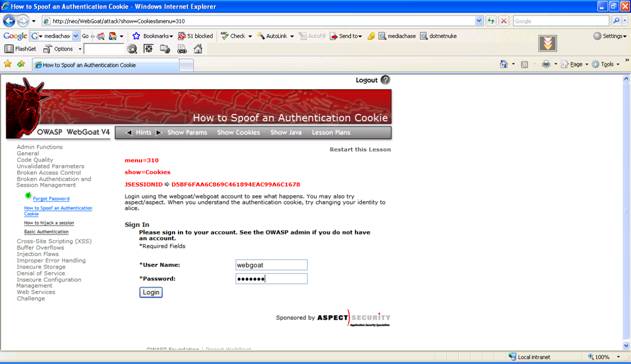 How to Spoof an Authentication Cookie - Windows Internet Explorer
http://neo/WebGoat/attack?show=Cookies&menu=310
Google
Google
mediachase
Go
Bookmarks
51 blocked
Check
AutoLink
AutoFill
Send to
mediachase
dotnetnuke
Settings
FlashGet
Options
How to Spoof an Authentication Cookie
Page
Tools
Logout
How to Spoof an Authentication Cookie
OWASP WebGoat V4
Hints
Show Params
Show Cookies
Show Java
Lesson Plans
Restart this Lesson
Admin Functions
General
Code Quality
Unvalidated Parameters
Broken Access Control
Broken Authentication and
Session Management
Forgot Password
How to Spoof an Authentication
Cookie
How to Hijack a session
Basic Authentication
Cross-Site Scripting (XSS)
Buffer Overflows
Injection Flaws
Improper Error Handling
Insecure Storage
Denial of Service
Insecure Configuration
Management
Web Services
Challenge
menu=310
show=Cookies
JSESSIONID ⇨ D5BF6FAA6C869C461894EAC99A6C1678
Login using the webgoat/webgoat account to see what happens. You may also try
aspect/aspect. When you understand the authentication cookie, try changing your identity to
alice.
Sign In
Please sign in to your account. See the OWASP admin if you do not have
an account.
*Required Fields
*User Name:
webgoat
*Password:
•••••••
Login
Sponsored by ASPECT SECURITY
Application Security Specialists
OWASP Foundation | Project WebGoat
Local intranet
100%